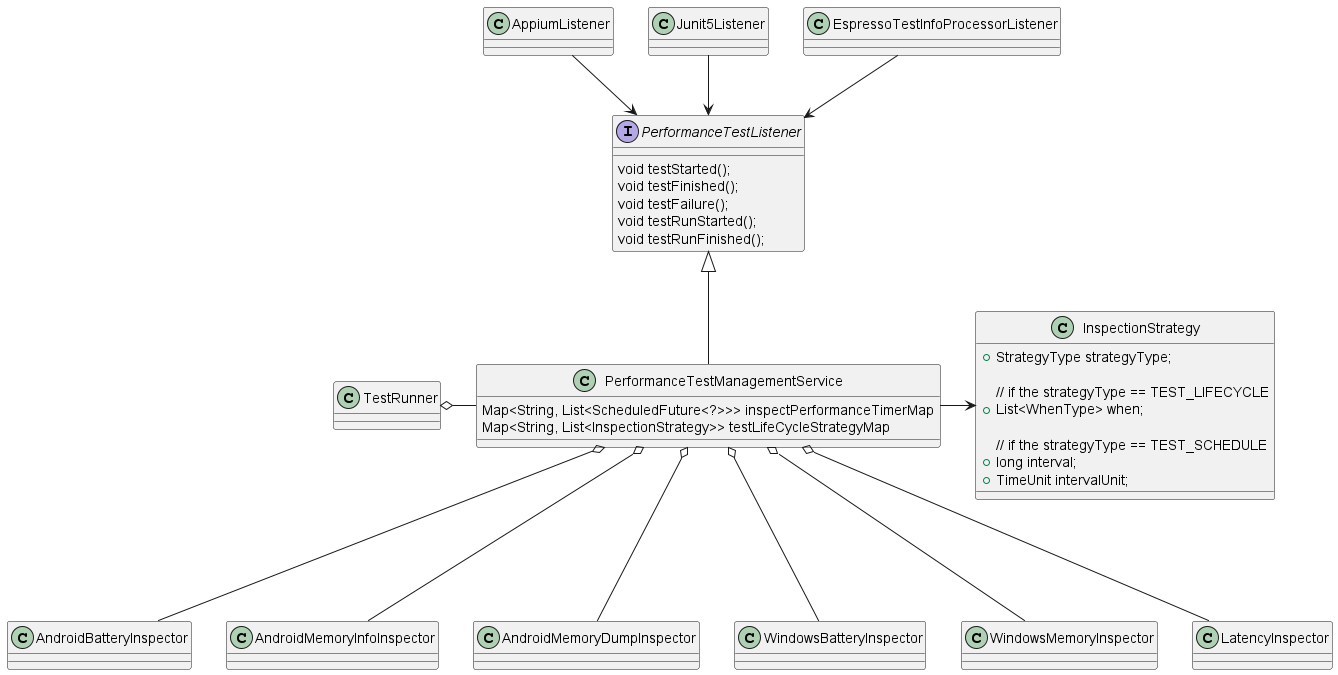 C AppiumListener
C Junit5Listener
C EspressoTestInfoProcessorListener
I PerformanceTestListener
void testStarted();
void testFinished();
void testFailure();
void testRunStarted();
void testRunFinished();
C InspectionStrategy
StrategyType strategyType;
// if the strategyType == TEST_LIFECYCLE
List<WhenType> when;
// if the strategyType == TEST_SCHEDULE
long interval;
TimeUnit intervalUnit;
C TestRunner
C PerformanceTestManagementService
Map<String, List<ScheduledFuture<?>>> inspectPerformanceTimerMap
Map<String, List<InspectionStrategy>> testLifeCycleStrategyMap
C AndroidBatteryInspector
C AndroidMemoryInfoInspector
C AndroidMemoryDumpInspector
C WindowsBatteryInspector
C WindowsMemoryInspector
C LatencyInspector